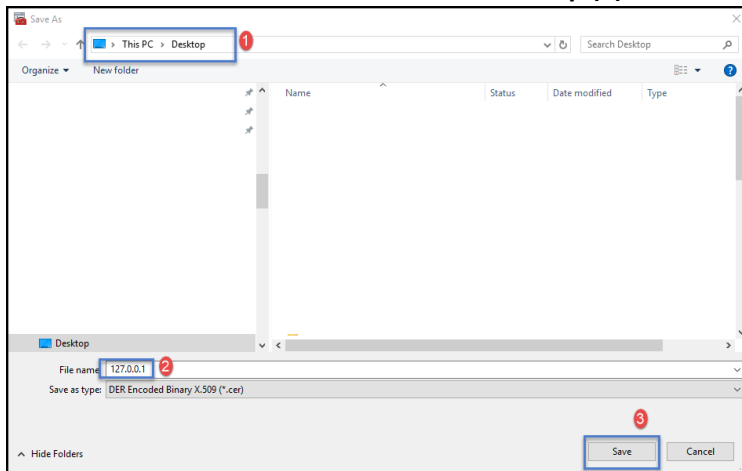 Save As
This PC > Desktop
1
Search Desktop
Organize
New folder
?
Name
Status
Date modified
Type
Desktop
File name: 127.0.0.1
2
Save as type: DER Encoded Binary X.509 (*.cer)
3
Hide Folders
Save
Cancel